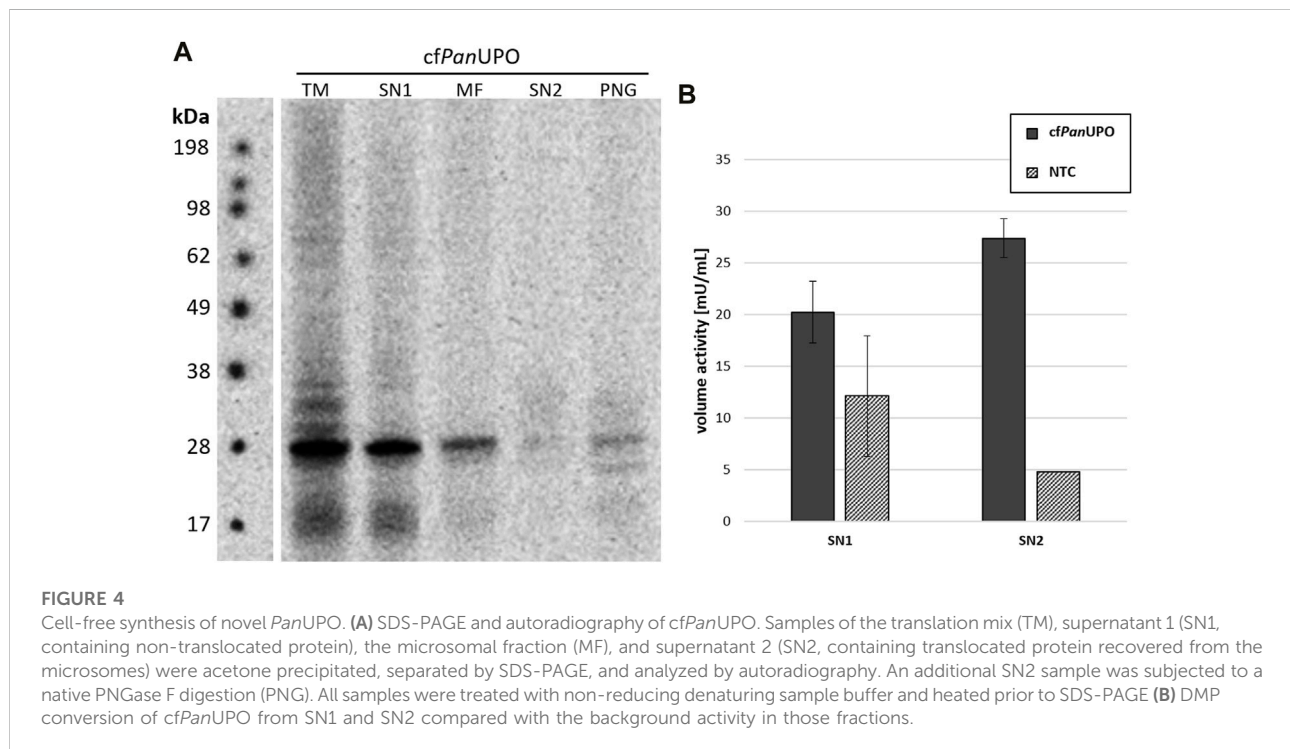 A
cfPanUPO
TM SN1 MF SN2 PNG
kDa
198
98
62
49
38
28
17
B
cfPanUPO
NTC
volume activity [mU/mL]
35
30
25
20
15
10
5
0
SN1 SN2
FIGURE 4
Cell-free synthesis of novel PanUPO. (A) SDS-PAGE and autoradiography of cfPanUPO. Samples of the translation mix (TM), supernatant 1 (SN1,
containing non-translocated protein), the microsomal fraction (MF), and supernatant 2 (SN2, containing translocated protein recovered from the
microsomes) were acetone precipitated, separated by SDS-PAGE, and analyzed by autoradiography. An additional SN2 sample was subjected to a
native PNGase F digestion (PNG). All samples were treated with non-reducing denaturing sample buffer and heated prior to SDS-PAGE (B) DMP
conversion of cfPanUPO from SN1 and SN2 compared with the background activity in those fractions.